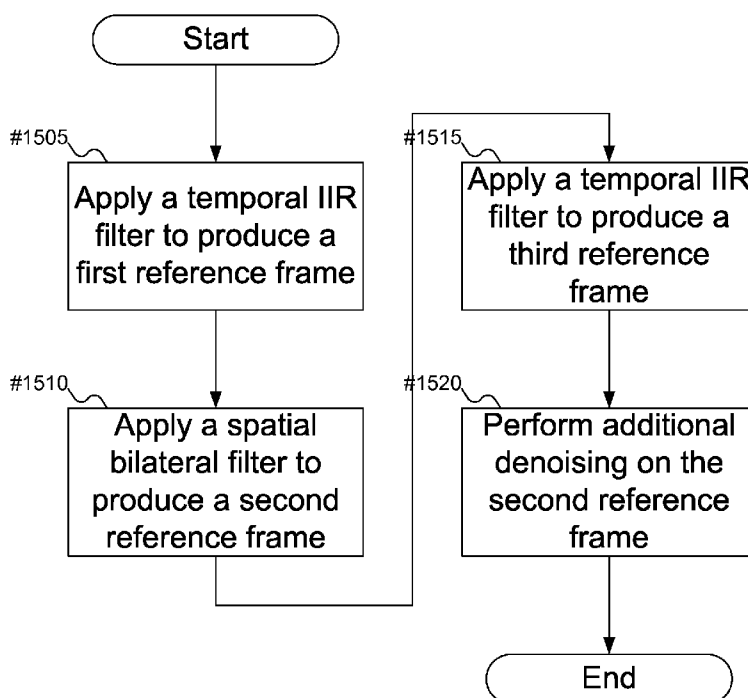 Start
#1505
Apply a temporal IIR
filter to produce a
first reference frame
#1510
Apply a spatial
bilateral filter to
produce a second
reference frame
#1515
Apply a temporal IIR
filter to produce a
third reference
frame
#1520
Perform additional
denoising on the
second reference
frame
End